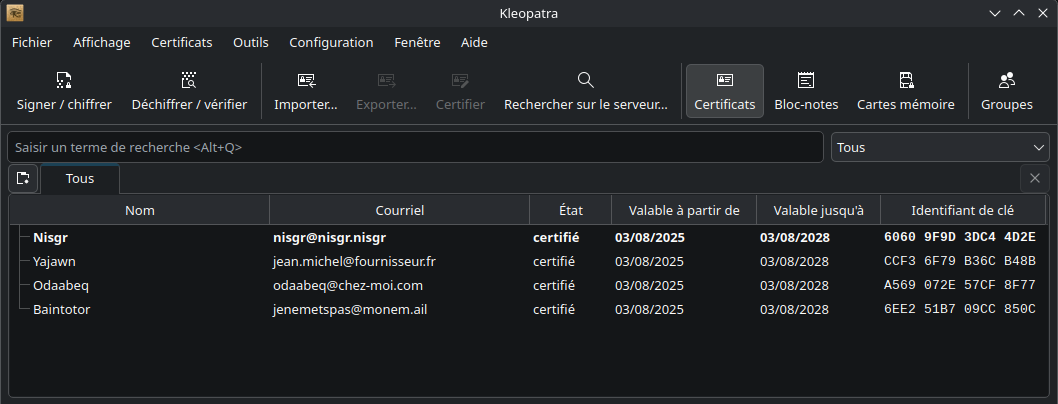 Kleopatra
Fichier Affichage Certificats Outils Configuration Fenêtre Aide
Signer / chiffrer Déchiffrer / vérifier Importer... Exporter... Certifier Rechercher sur le serveur... Certificats Bloc-notes Cartes mémoire Groupes
Saisir un terme de recherche <Alt+Q> Tous
Tous
Nom Courriel État Valable à partir de Valable jusqu'à Identifiant de clé
Nisgr nisgr@nisgr.nisgr certifié 03/08/2025 03/08/2028 6060 9F9D 3DC4 4D2E
Yajawn jean.michel@fournisseur.fr certifié 03/08/2025 03/08/2028 CCF3 6F79 B36C B48B
Odaabeq odaabeq@chez-moi.com certifié 03/08/2025 03/08/2028 A569 072E 57CF 8F77
Baintotor jenemetspas@monem.ail certifié 03/08/2025 03/08/2028 6EE2 51B7 09CC 850C